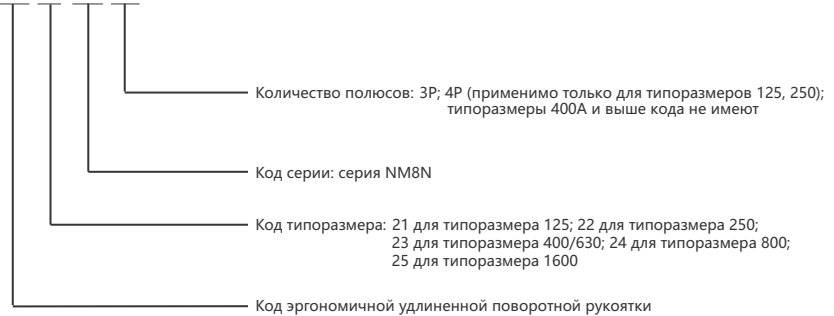 Количество полюсов: 3P; 4P (применимо только для типоразмеров 125, 250);
типоразмеры 400А и выше кода не имеют
Код серии: серия NM8N
Код типоразмера: 21 для типоразмера 125; 22 для типоразмера 250;
23 для типоразмера 400/630; 24 для типоразмера 800;
25 для типоразмера 1600
Код эргономичной удлиненной поворотной рукоятки